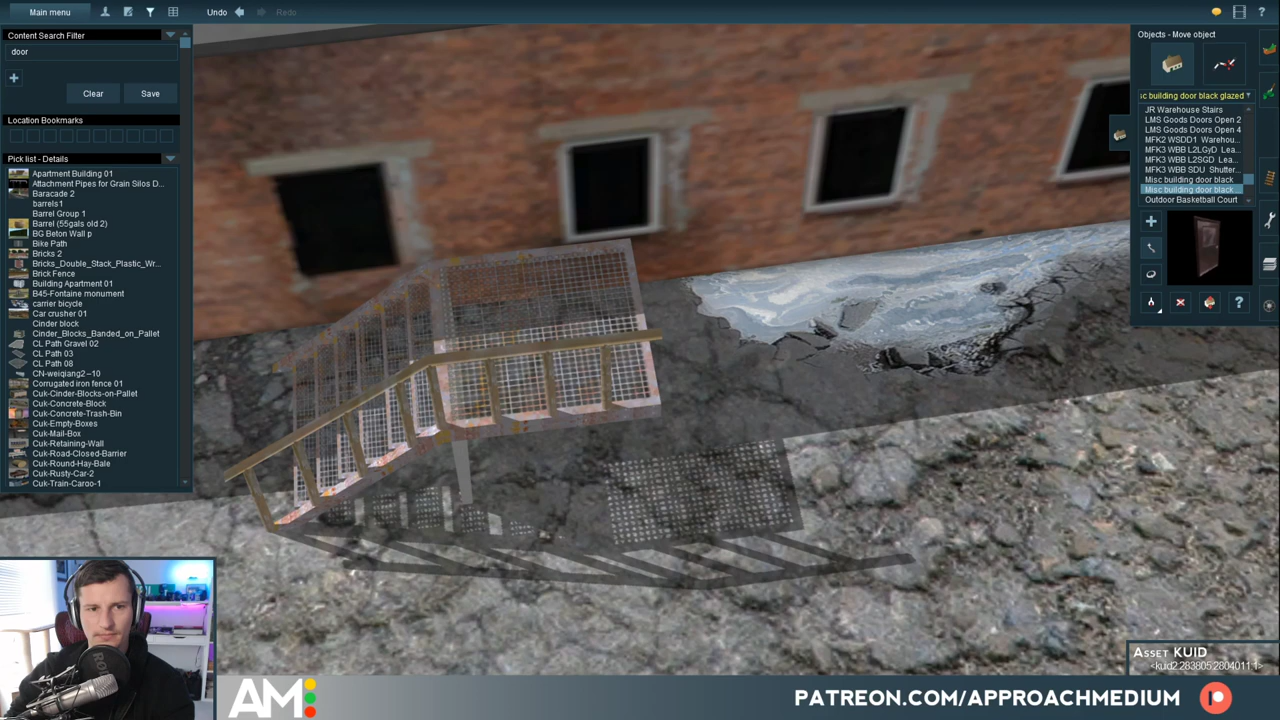 Main menu
Undo
Redo
Content Search Filter
door
Clear
Save
Location Bookmarks
Pick list - Details
Apartment Building 01
Attachment Pipes for Grain Silos D...
Baracade 2
barrels1
Barrel Group 1
Barrel (55gals old 2)
BG Beton Wall p
Bike Path
Bricks 2
Bricks_Double_Stack_Plastic_Wr...
Brick Fence
Building Apartment 01
B45-Fontaine monument
carrier bicycle
Car crusher 01
Cinder block
Cinder_Blocks_Banded_on_Pallet
CL Path Gravel 02
CL Path 03
CL Path 08
CN-weiqiang2-10
Corrugated iron fence 01
Cuk-Cinder-Blocks-on-Pallet
Cuk-Concrete-Block
Cuk-Concrete-Trash-Bin
Cuk-Empty-Boxes
Cuk-Mail-Box
Cuk-Retaining-Wall
Cuk-Road-Closed-Barrier
Cuk-Round-Hay-Bale
Cuk-Rusty-Car-2
Cuk-Train-Cargo-1
Objects - Move object
sc building door black glazed
JR Warehouse Stairs
LMS Goods Doors Open 2
LMS Goods Doors Open 4
MFK2 WSDD1 Warehou...
MFK3 WBB L2LGyD Lea...
MFK3 WBB L2SGD Lea...
MFK3 WBB SDU Shutter...
Misc building door black
Misc building door black ...
Outdoor Basketball Court
Asset KUID
<kuid2:283805:2804011:1>
AM
PATREON.COM/APPROACHMEDIUM